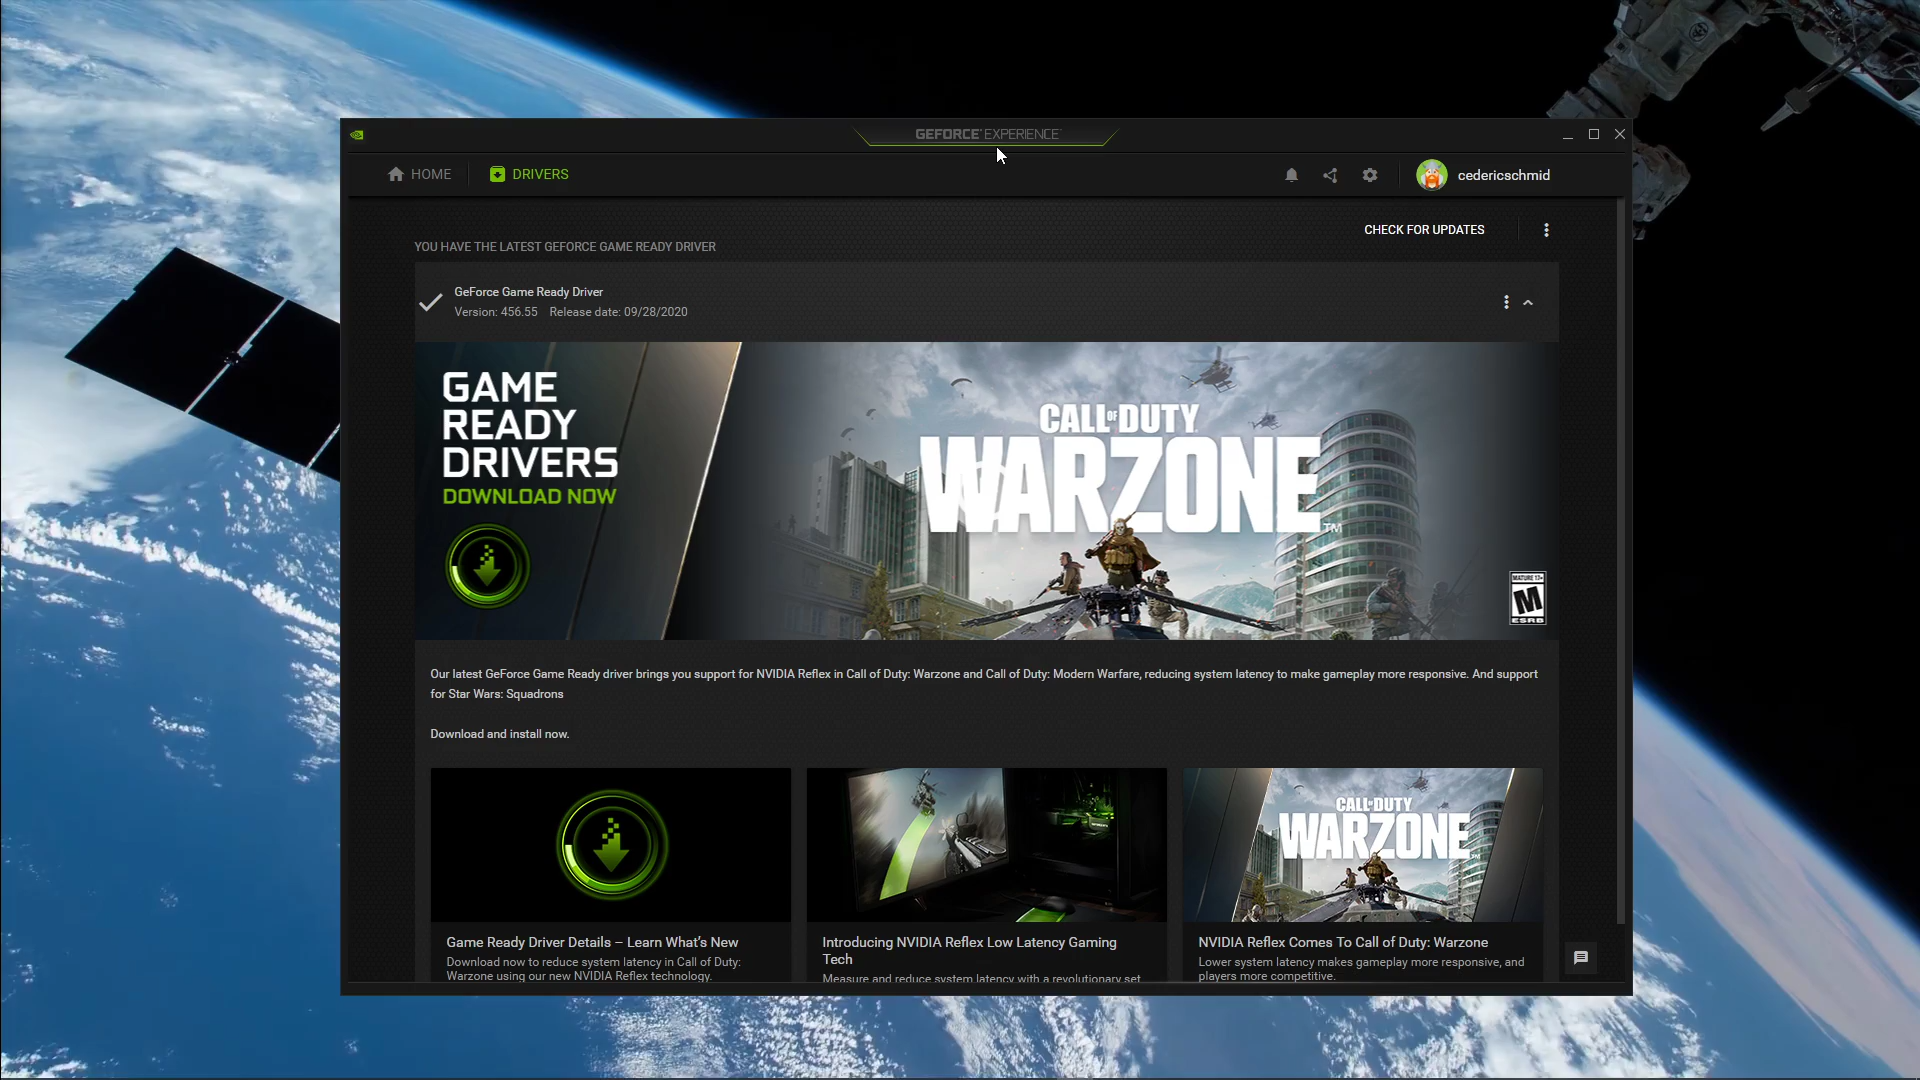 GEFORCE® EXPERIENCE™
HOME
DRIVERS
cedericschmid
CHECK FOR UPDATES
YOU HAVE THE LATEST GEFORCE GAME READY DRIVER
GeForce Game Ready Driver
Version: 456.55 Release date: 09/28/2020
GAME
READY
DRIVERS
DOWNLOAD NOW
CALL OF DUTY
WARZONE™
MATURE 17+
M
ESRB
Our latest GeForce Game Ready driver brings you support for NVIDIA Reflex in Call of Duty: Warzone and Call of Duty: Modern Warfare, reducing system latency to make gameplay more responsive. And support
for Star Wars: Squadrons
Download and install now.
CALL OF DUTY
WARZONE™
Game Ready Driver Details – Learn What’s New
Download now to reduce system latency in Call of Duty:
Warzone using our new NVIDIA Reflex technology.
Introducing NVIDIA Reflex Low Latency Gaming
Tech
Measure and reduce system latency with a revolutionary set
NVIDIA Reflex Comes To Call of Duty: Warzone
Lower system latency makes gameplay more responsive, and
players more competitive.